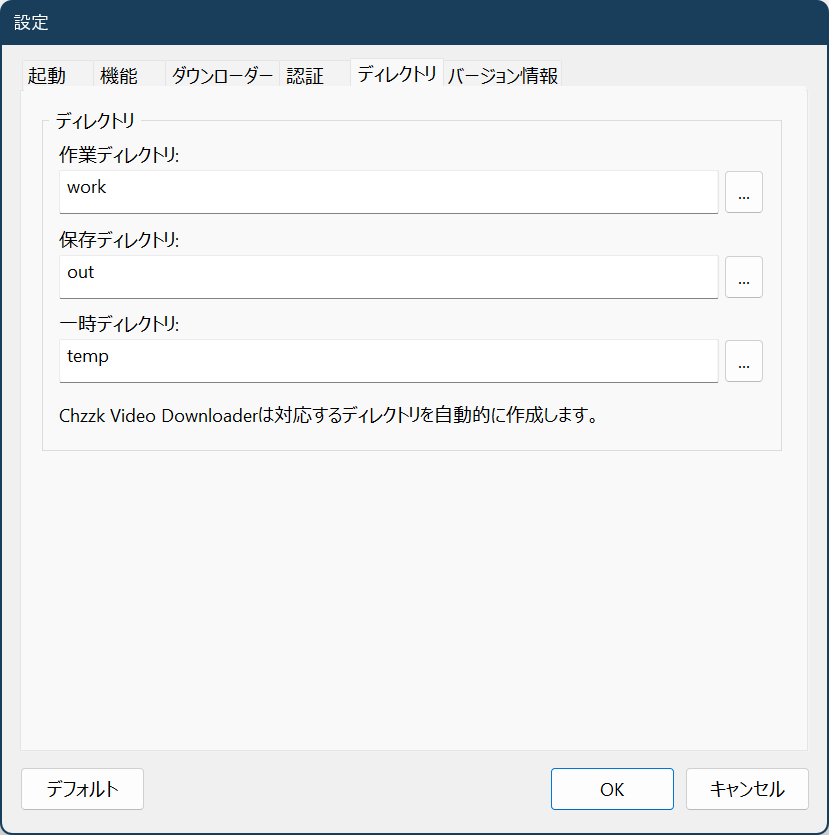 設定
起動 機能 ダウンローダー 認証 ディレクトリ バージョン情報
ディレクトリ
作業ディレクトリ:
work ...
保存ディレクトリ:
out ...
一時ディレクトリ:
temp ...
Chzzk Video Downloaderは対応するディレクトリを自動的に作成します。
デフォルト OK キャンセル